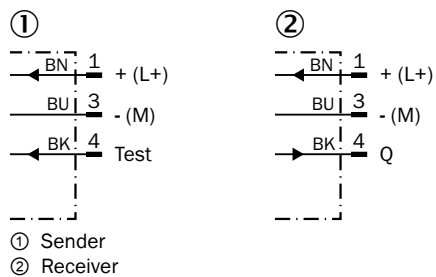 ① ②
BN 1 + (L+) BN 1 + (L+)
BU 3 - (M) BU 3 - (M)
BK 4 Test BK 4 Q
① Sender
② Receiver